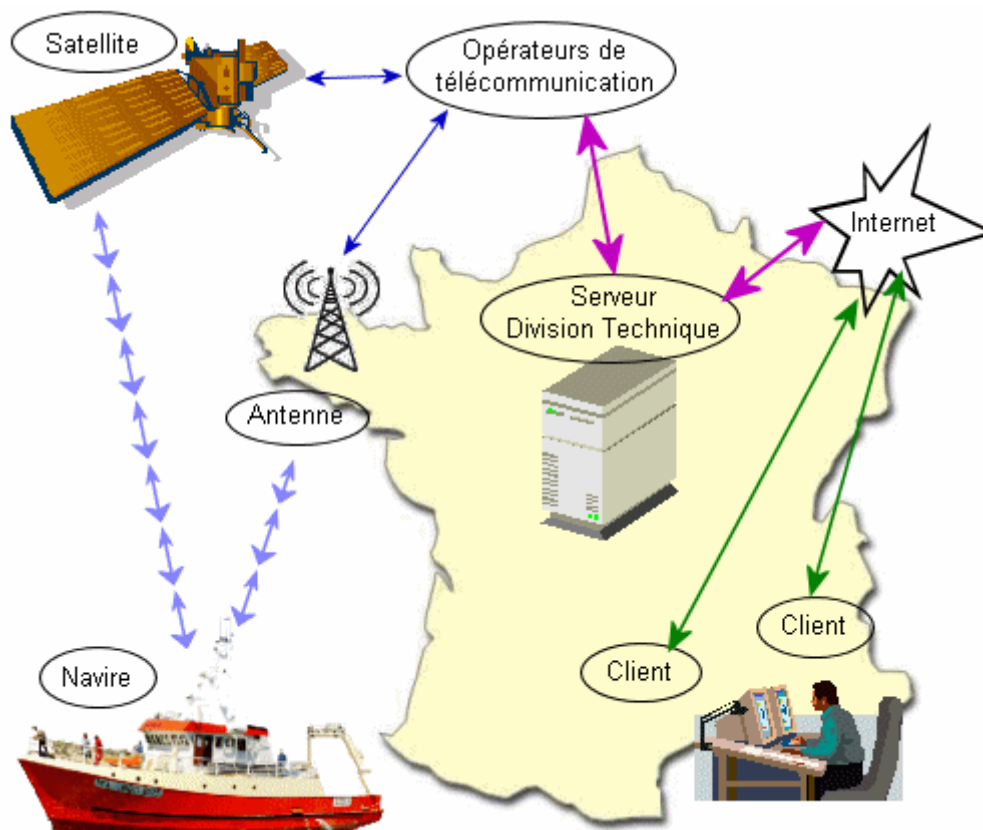 Satellite
Opérateurs de
télécommunication
Internet
Serveur
Division Technique
Antenne
Client
Client
Navire